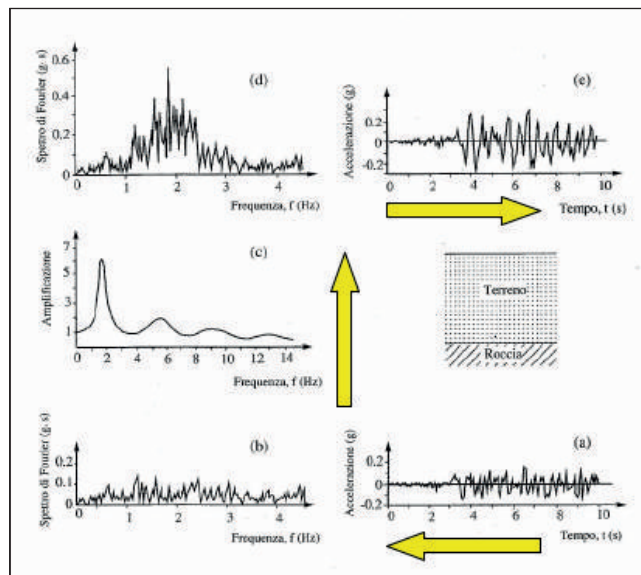 (d)
Spettro di Fourier (g. s)
0.6
0.4
0.2
0
0 1 2 3 4
Frequenza, f (Hz)
(e)
Accelerazione (g)
0.2
0
-0.2
0 2 4 6 8 10
Tempo, t (s)
(c)
Amplificazione
7
5
3
1
0 2 4 6 8 10 12 14
Frequenza, f (Hz)
Terreno
Roccia
(b)
Spettro di Fourier (g. s)
0.2
0.1
0
0 1 2 3 4
Frequenza, f (Hz)
(a)
Accelerazione (g)
0.2
0
-0.2
0 2 4 6 8 10
Tempo, t (s)